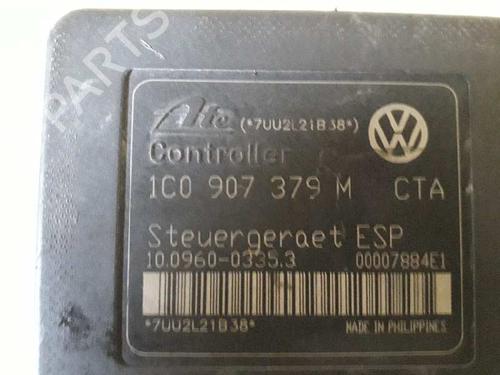 PARTS
Ate (*7UU2L21B38*)
Controller
1C0 907 379 M CTA
Steuergeraet ESP
10.0960-0335.3 00007884E1
*7UU2L21B38*
MADE IN PHILIPPINES